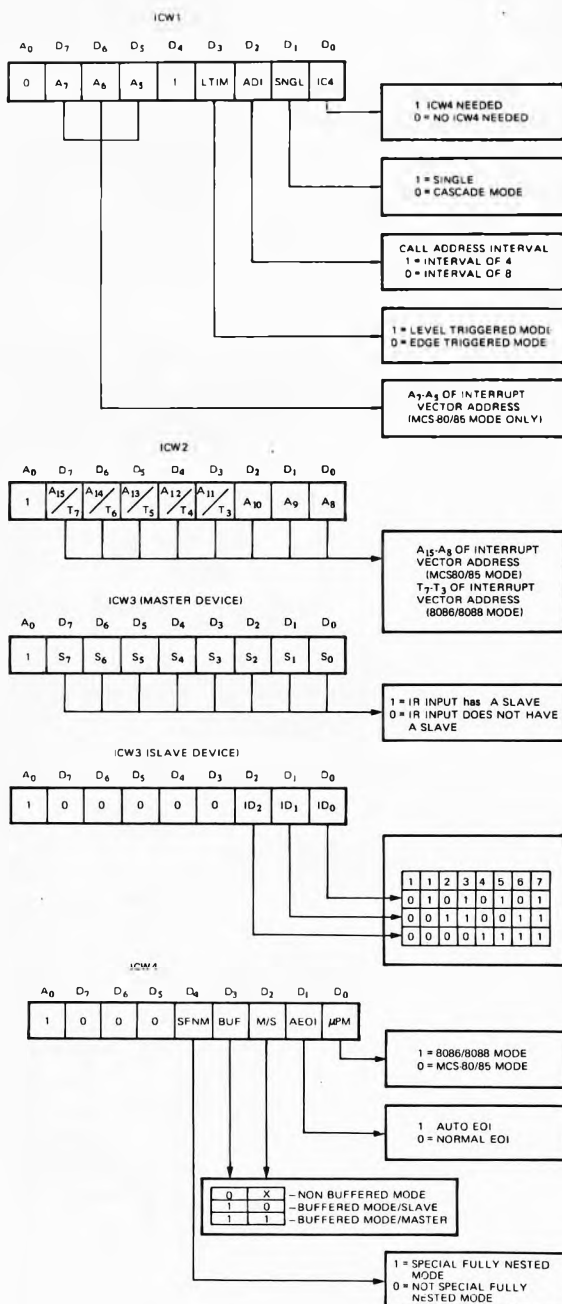 ICW1
A0 D7 D6 D5 D4 D3 D2 D1 D0
0 A7 A6 A5 1 LTIM ADI SNGL IC4
1 ICW4 NEEDED
0 = NO ICW4 NEEDED
1 = SINGLE
0 = CASCADE MODE
CALL ADDRESS INTERVAL
1 = INTERVAL OF 4
0 = INTERVAL OF 8
1 = LEVEL TRIGGERED MODE
0 = EDGE TRIGGERED MODE
A7-A5 OF INTERRUPT
VECTOR ADDRESS
(MCS-80/85 MODE ONLY)
ICW2
A0 D7 D6 D5 D4 D3 D2 D1 D0
1 A15/T7 A14/T6 A13/T5 A12/T4 A11/T3 A10 A9 A8
A15-A8 OF INTERRUPT
VECTOR ADDRESS
(MCS80/85 MODE)
T7-T3 OF INTERRUPT
VECTOR ADDRESS
(8086/8088 MODE)
ICW3 (MASTER DEVICE)
A0 D7 D6 D5 D4 D3 D2 D1 D0
1 S7 S6 S5 S4 S3 S2 S1 S0
1 = IR INPUT has A SLAVE
0 = IR INPUT DOES NOT HAVE
A SLAVE
ICW3 (SLAVE DEVICE)
A0 D7 D6 D5 D4 D3 D2 D1 D0
1 0 0 0 0 0 ID2 ID1 ID0
1 1 2 3 4 5 6 7
0 1 0 1 0 1 0 1
0 0 1 1 0 0 1 1
0 0 0 0 1 1 1 1
ICW4
A0 D7 D6 D5 D4 D3 D2 D1 D0
1 0 0 0 SFNM BUF M/S AEOI μPM
1 = 8086/8088 MODE
0 = MCS-80/85 MODE
1 AUTO EOI
0 = NORMAL EOI
0 X – NON BUFFERED MODE
1 0 – BUFFERED MODE/SLAVE
1 1 – BUFFERED MODE/MASTER
1 = SPECIAL FULLY NESTED
MODE
0 = NOT SPECIAL FULLY
NESTED MODE